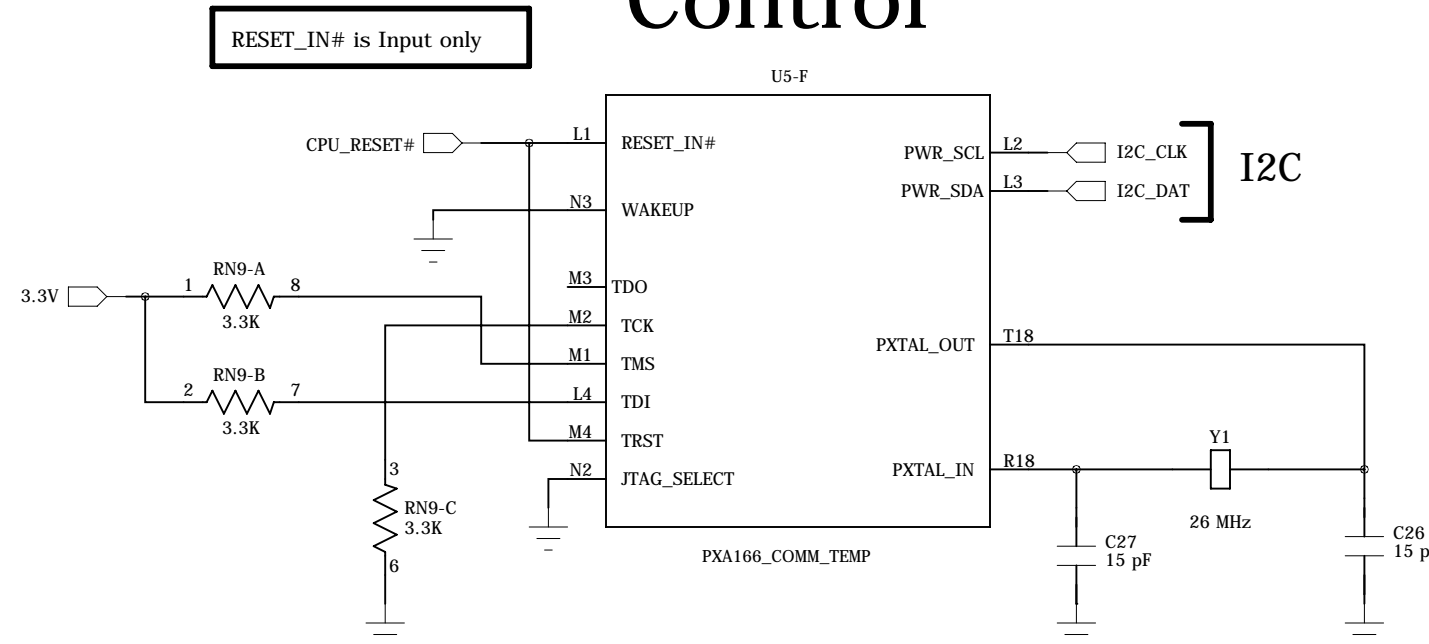 Control
RESET_IN# is Input only
U5-F
CPU_RESET#
L1
RESET_IN#
PWR_SCL
L2
I2C_CLK
I2C
PWR_SDA
L3
I2C_DAT
N3
WAKEUP
RN9-A
3.3V
1
8
3.3K
M3
TDO
M2
TCK
PXTAL_OUT
T18
M1
TMS
RN9-B
2
7
3.3K
L4
TDI
M4
TRST
Y1
3
N2
JTAG_SELECT
PXTAL_IN
R18
RN9-C
3.3K
26 MHz
6
PXA166_COMM_TEMP
C27
15 pF
C26
15 p